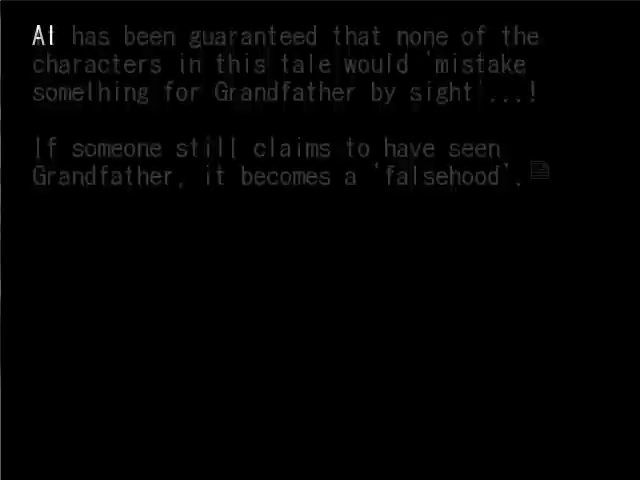 has been guaranteed that none of the
characters in this tale would 'mistake
something for Grandfather by sight'...!
If someone still claims to have seen
Grandfather, it becomes a 'falsehood'.